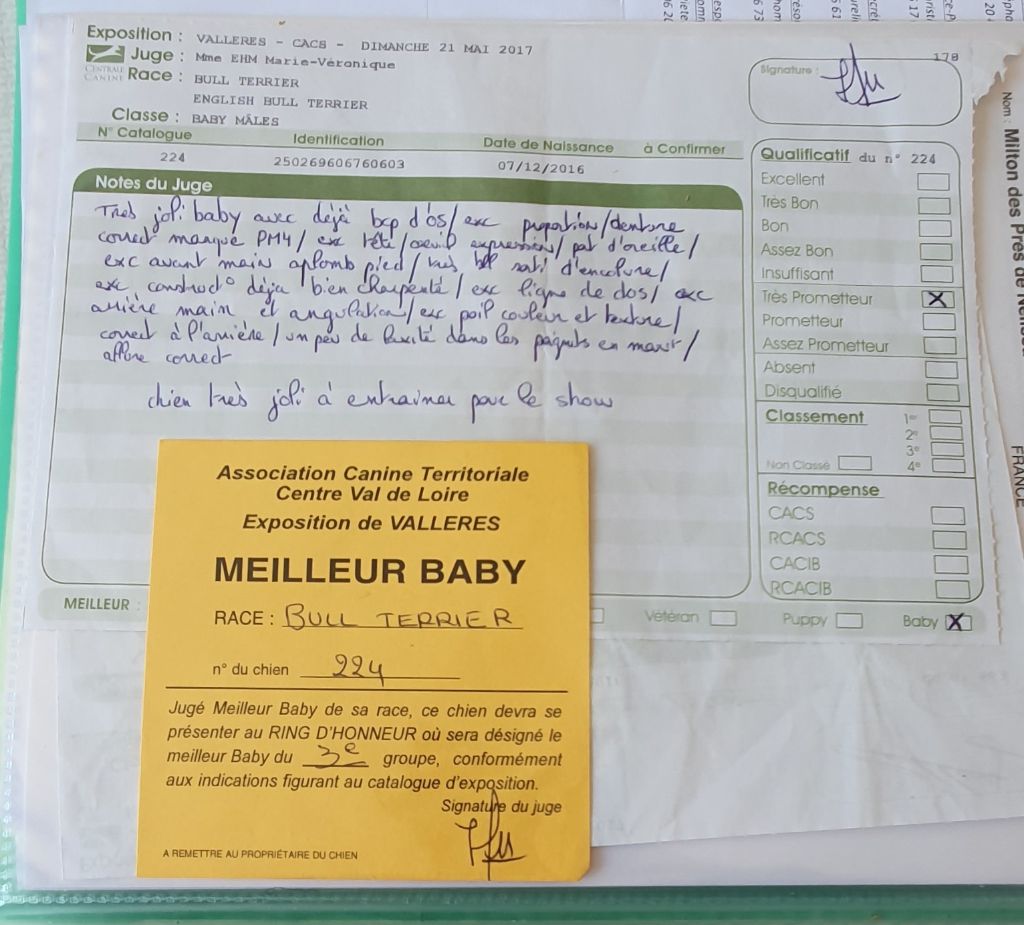 Exposition : VALLERES - CACS - DIMANCHE 21 MAI 2017
Juge : Mme EHM Marie-Véronique
CENTRALE CANINE
Race : BULL TERRIER
ENGLISH BULL TERRIER
Classe : BABY MÂLES
N° Catalogue Identification Date de Naissance à Confirmer
224 250269606760603 07/12/2016
Notes du Juge
Très joli baby avec déjà bcp d'os / exc proportion / denture
correct manque PM4 / exc tête / oreil expression / port d'oreille /
exc avant main aplomb pied / très bel sorti d'encolure /
exc construct° déja bien charpenté / exc ligne de dos / exc
arrière main et angulation / exc poil couleur et texture /
correct à l'arrière / un peu de laxité dans les paignets en mart /
allure correct
chien très joli à entrainer pour le show
178
Signature :
Qualificatif du n° 224
Excellent
Très Bon
Bon
Assez Bon
Insuffisant
Très Prometteur X
Prometteur
Assez Prometteur
Absent
Disqualifié
Classement 1er
2e
3e
Non Classé 4e
Récompense
CACS
RCACS
CACIB
RCACIB
MEILLEUR : Vétéran Puppy Baby X
Association Canine Territoriale
Centre Val de Loire
Exposition de VALLERES
MEILLEUR BABY
RACE : BULL TERRIER
n° du chien 224
Jugé Meilleur Baby de sa race, ce chien devra se
présenter au RING D'HONNEUR où sera désigné le
meilleur Baby du 3e groupe, conformément
aux indications figurant au catalogue d'exposition.
Signature du juge
A REMETTRE AU PROPRIÉTAIRE DU CHIEN
Nom : Milton des Prés de
FRANCE